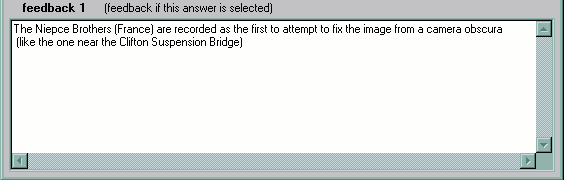 feedback 1 (feedback if this answer is selected)
The Niepce Brothers (France) are recorded as the first to attempt to fix the image from a camera obscura
(like the one near the Clifton Suspension Bridge)